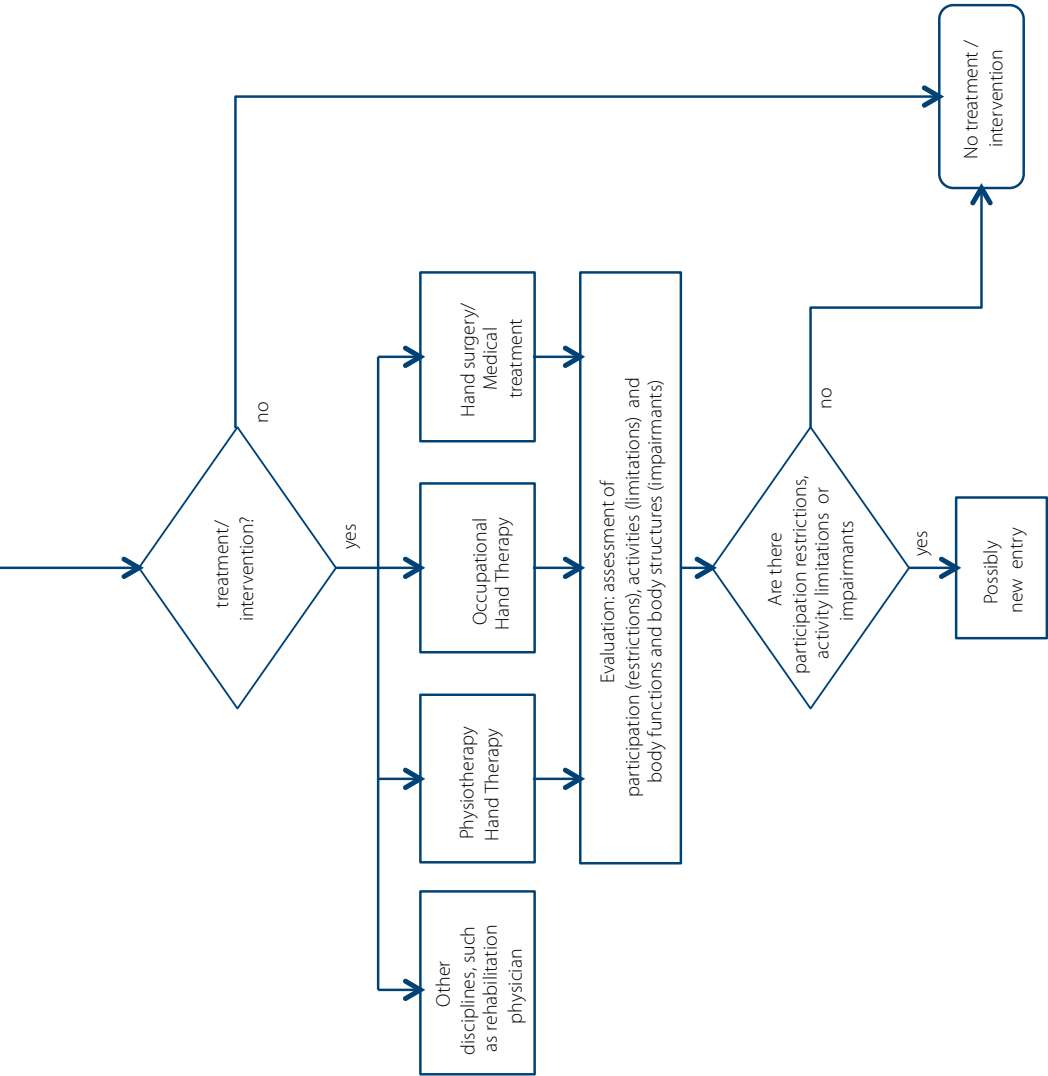 treatment/
intervention?
no
yes
Other
disciplines, such
as rehabilitation
physician
Physiotherapy
Hand Therapy
Occupational
Hand Therapy
Hand surgery/
Medical
treatment
Evaluation: assessment of
participation (restrictions), activities (limitations) and
body functions and body structures (impairmants)
Are there
participation restrictions,
activity limitations or
impairmants
no
yes
Possibly
new entry
No treatment /
intervention